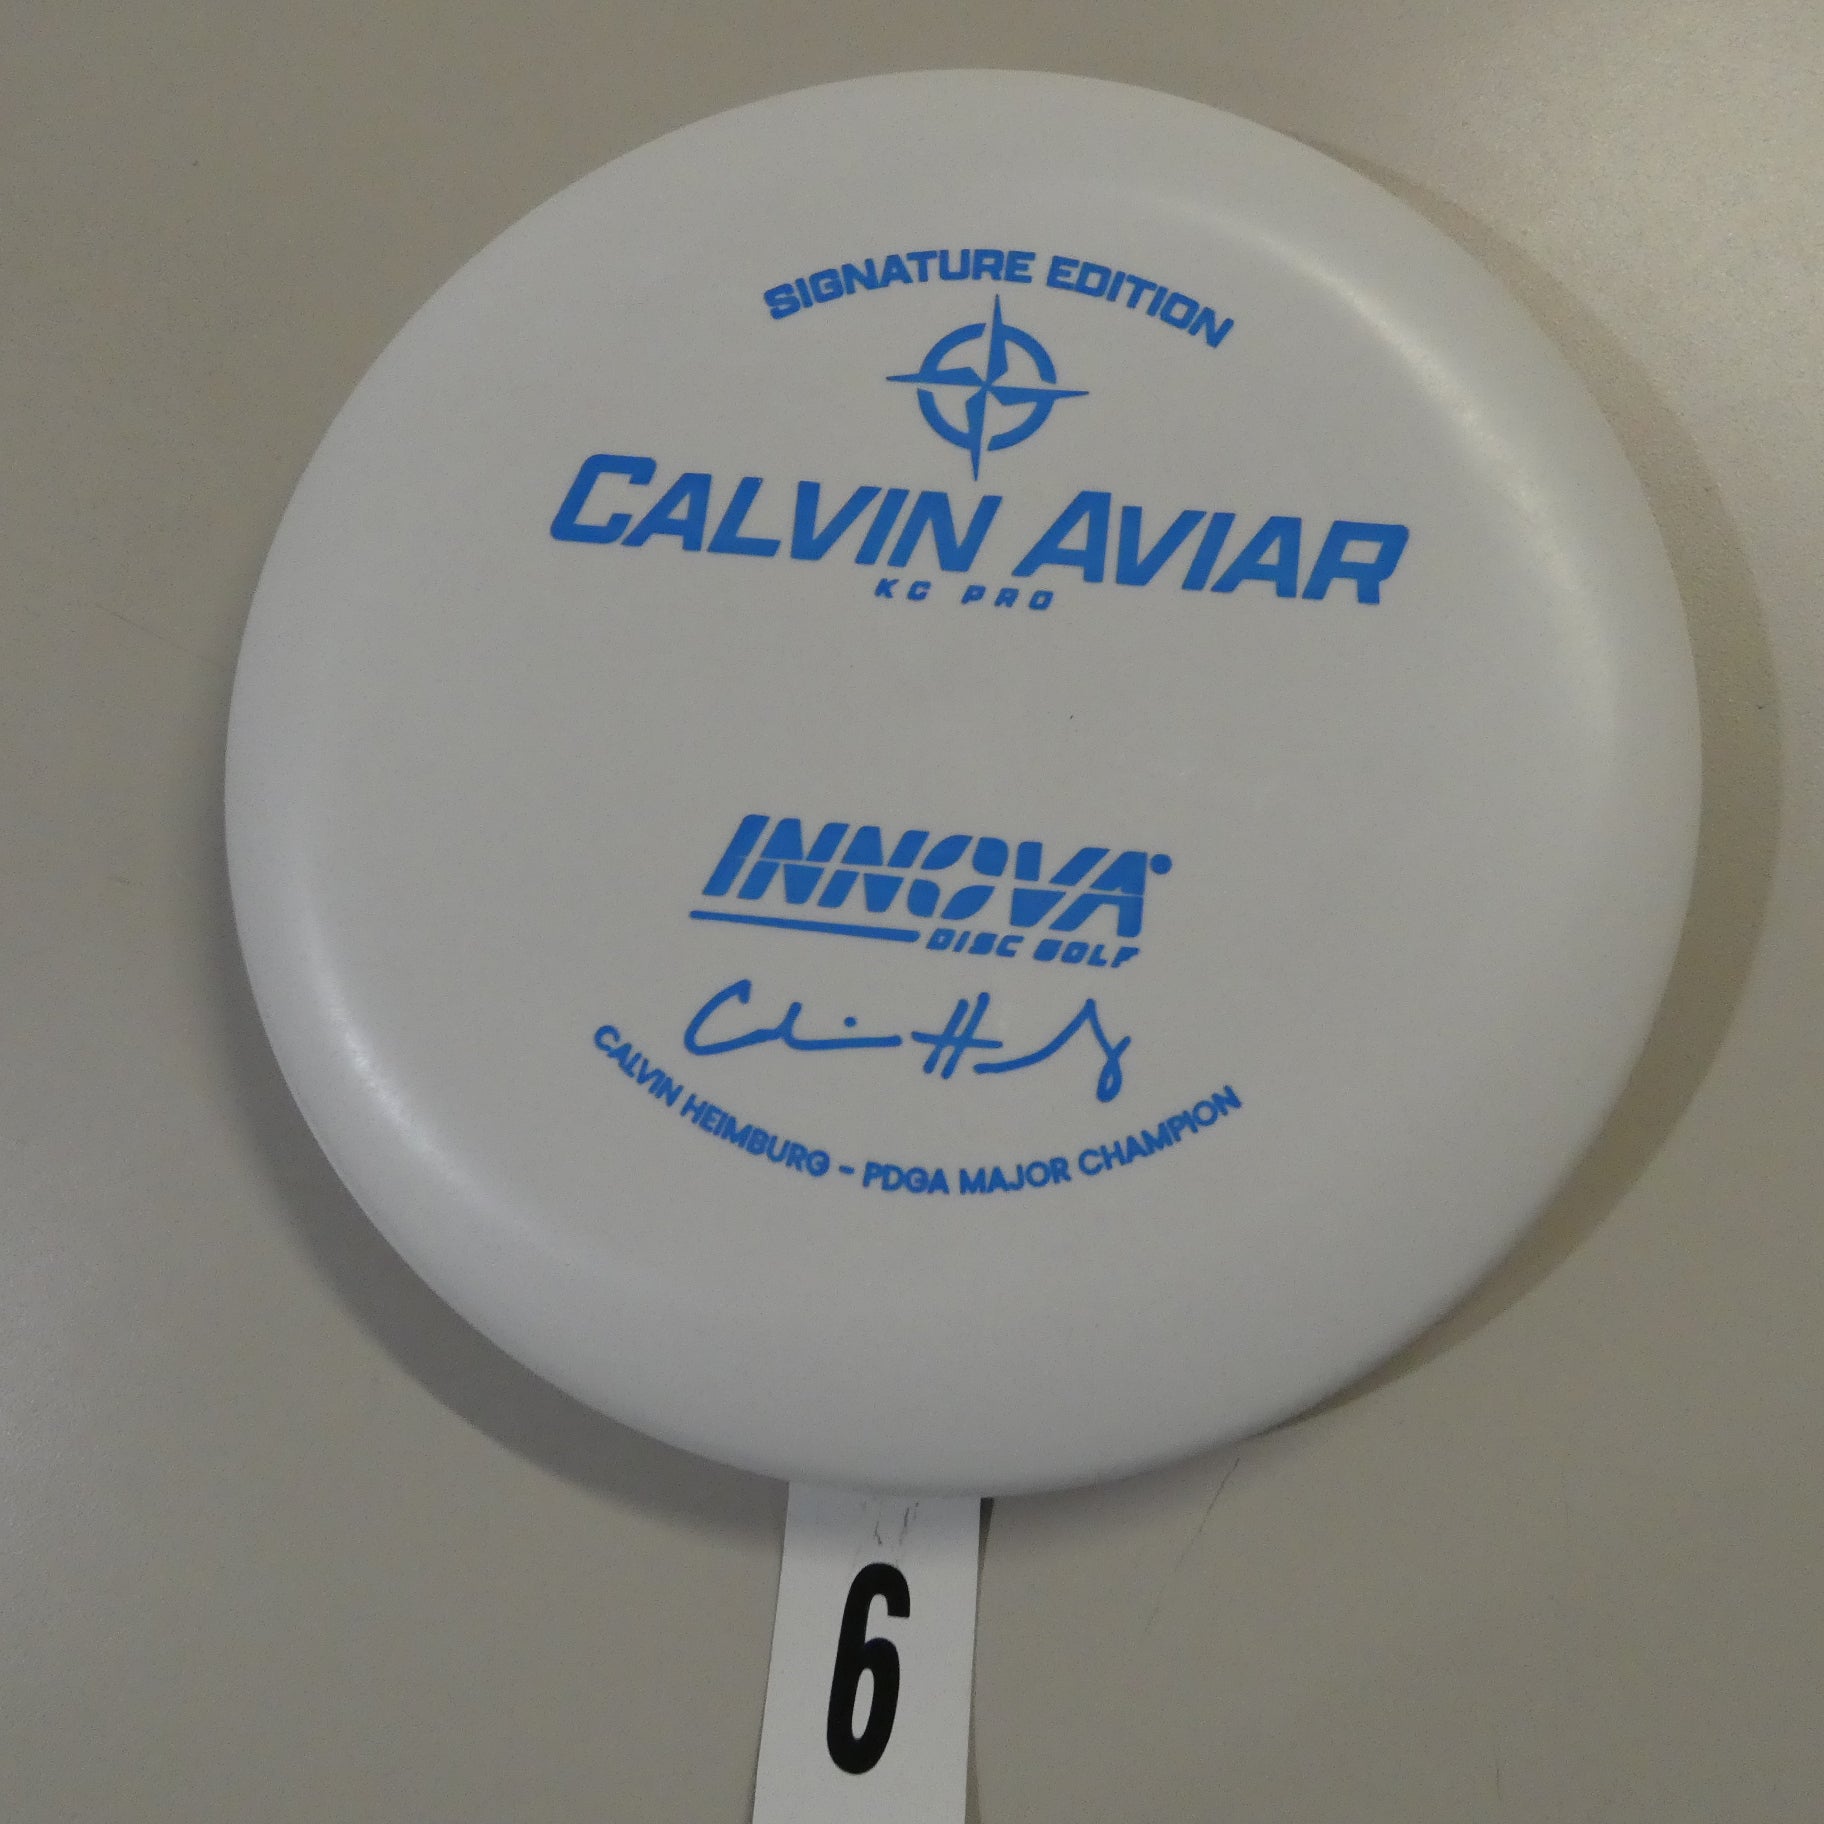 SIGNATURE EDITION
CALVIN AVIAR
KC PRO
INNOVA
DISC GOLF
CALVIN HEIMBURG - PDGA MAJOR CHAMPION
6